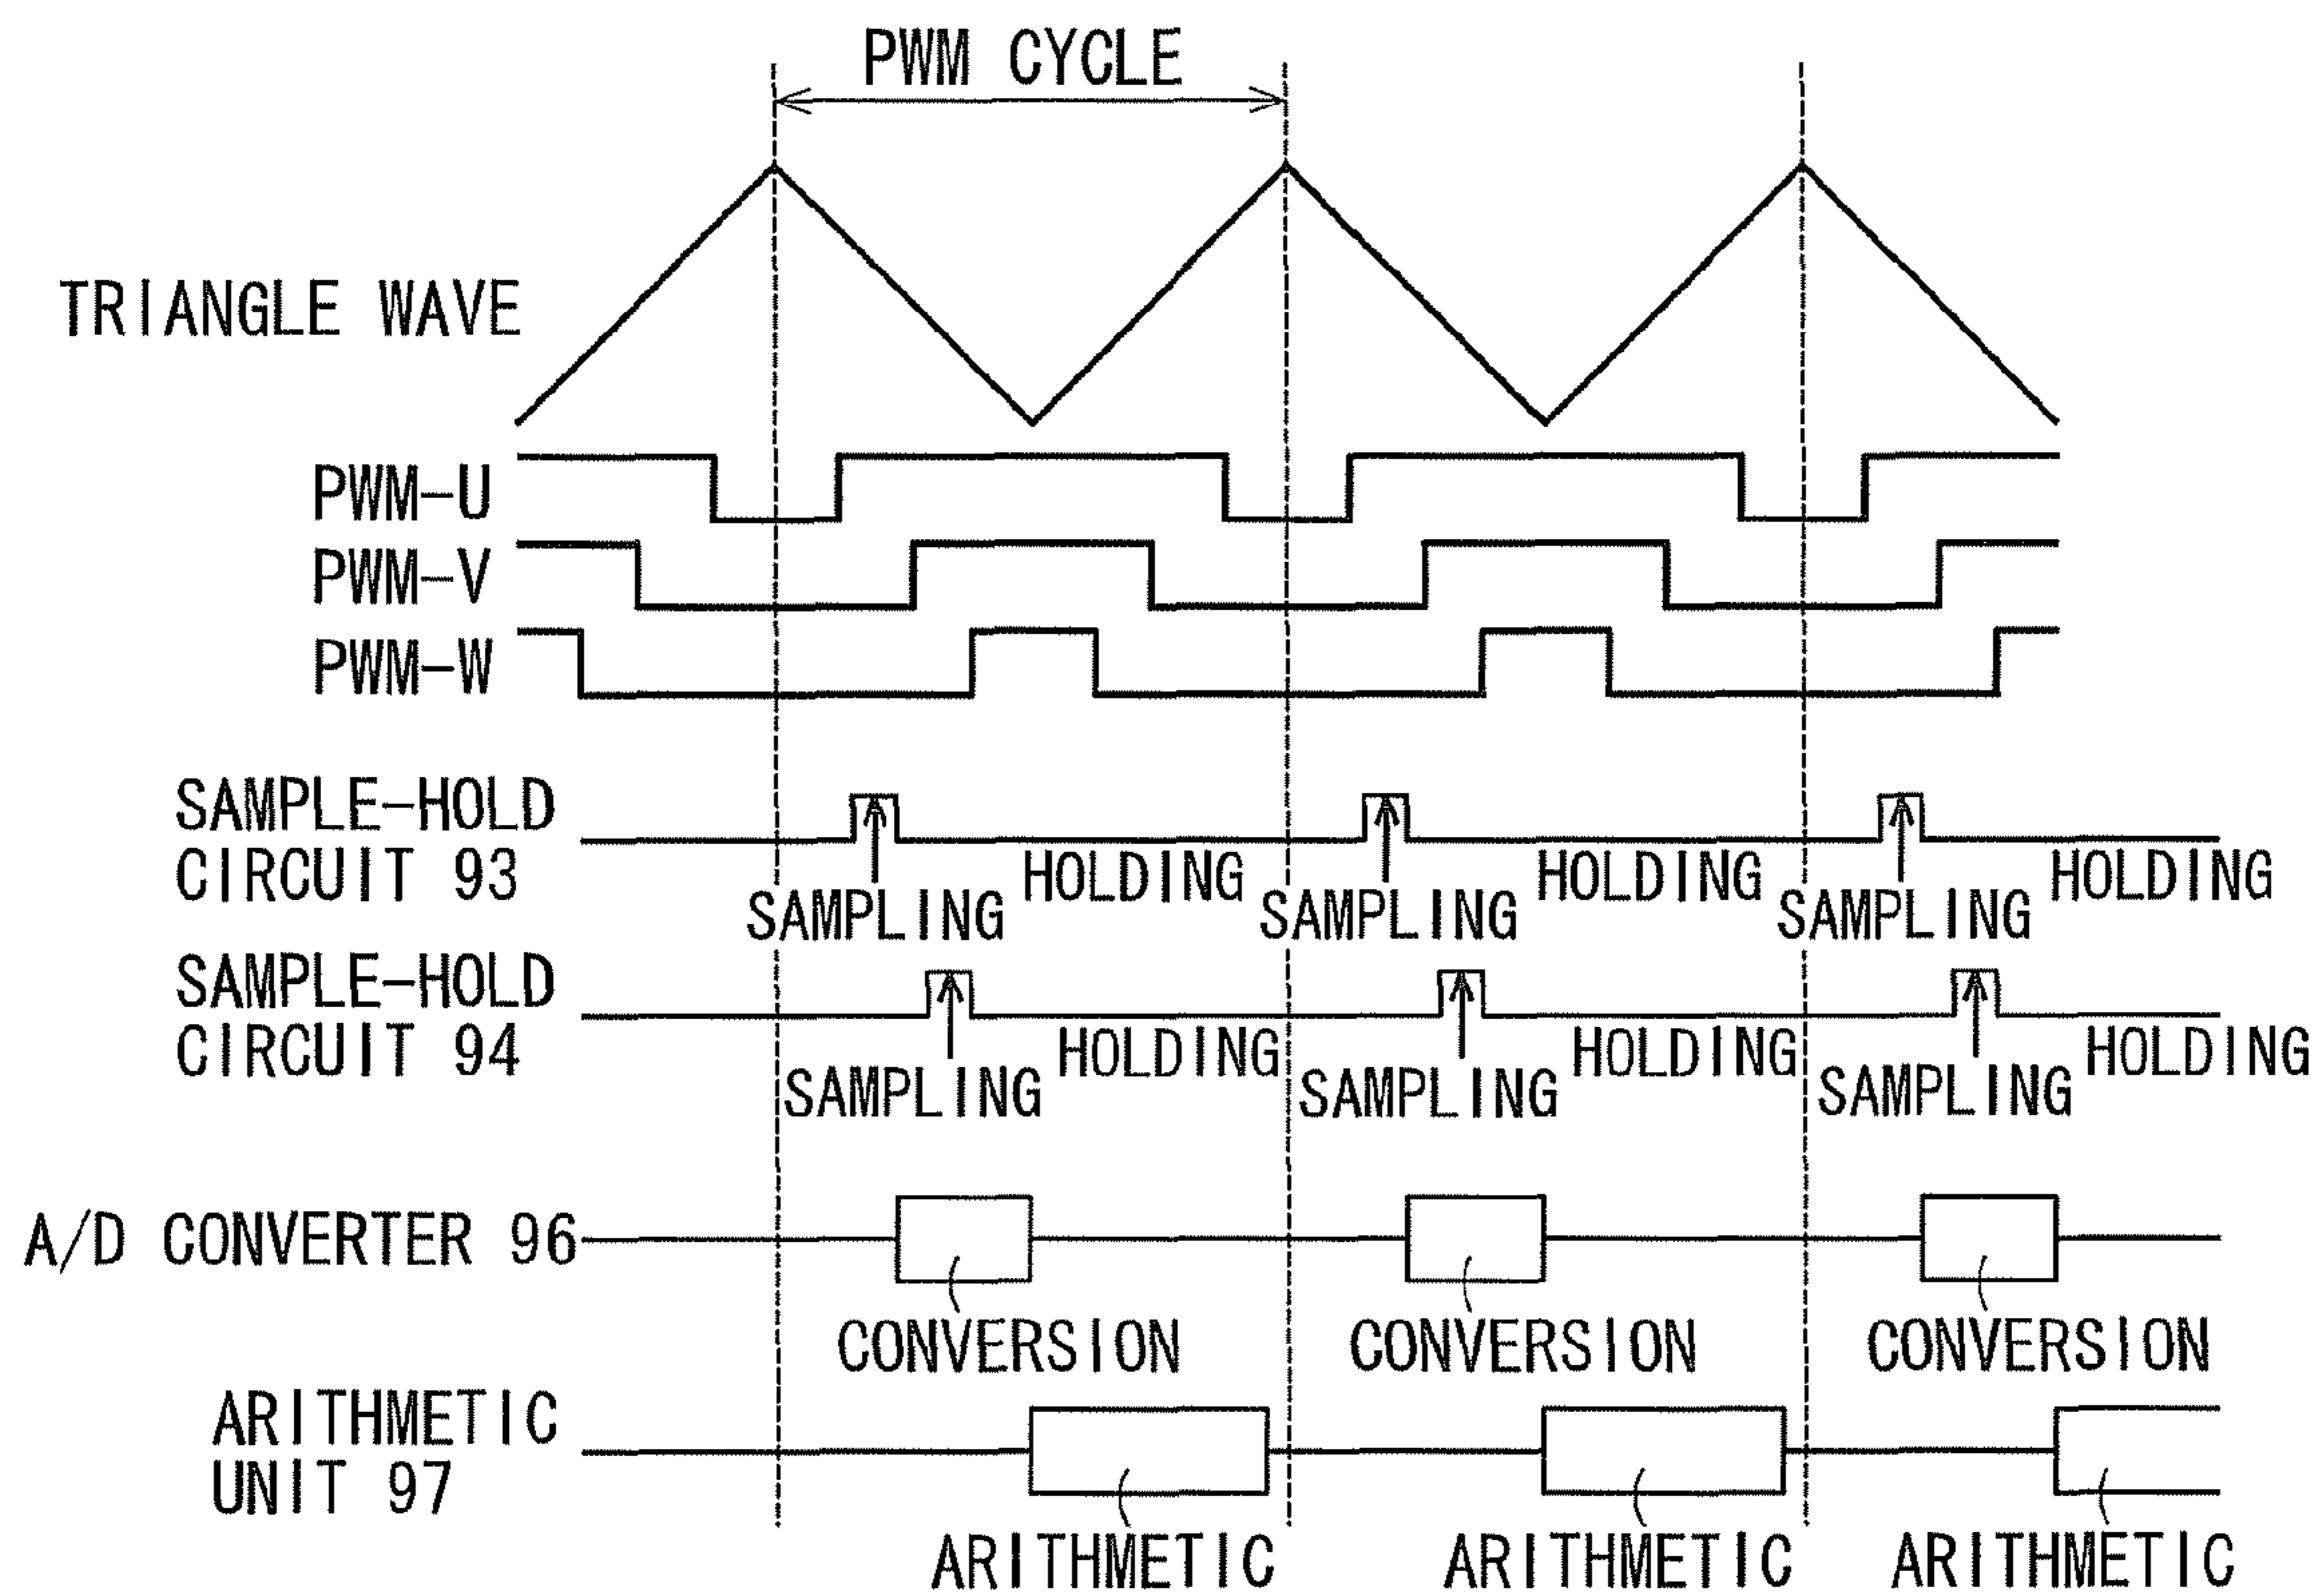 PWM CYCLE
TRIANGLE WAVE
PWM-U
PWM-V
PWM-W
SAMPLE-HOLD
CIRCUIT 93
HOLDING HOLDING HOLDING
SAMPLING SAMPLING SAMPLING
SAMPLE-HOLD
CIRCUIT 94
HOLDING HOLDING HOLDING
SAMPLING SAMPLING SAMPLING
A/D CONVERTER 96
CONVERSION CONVERSION CONVERSION
ARITHMETIC
UNIT 97
ARITHMETIC ARITHMETIC ARITHMETIC